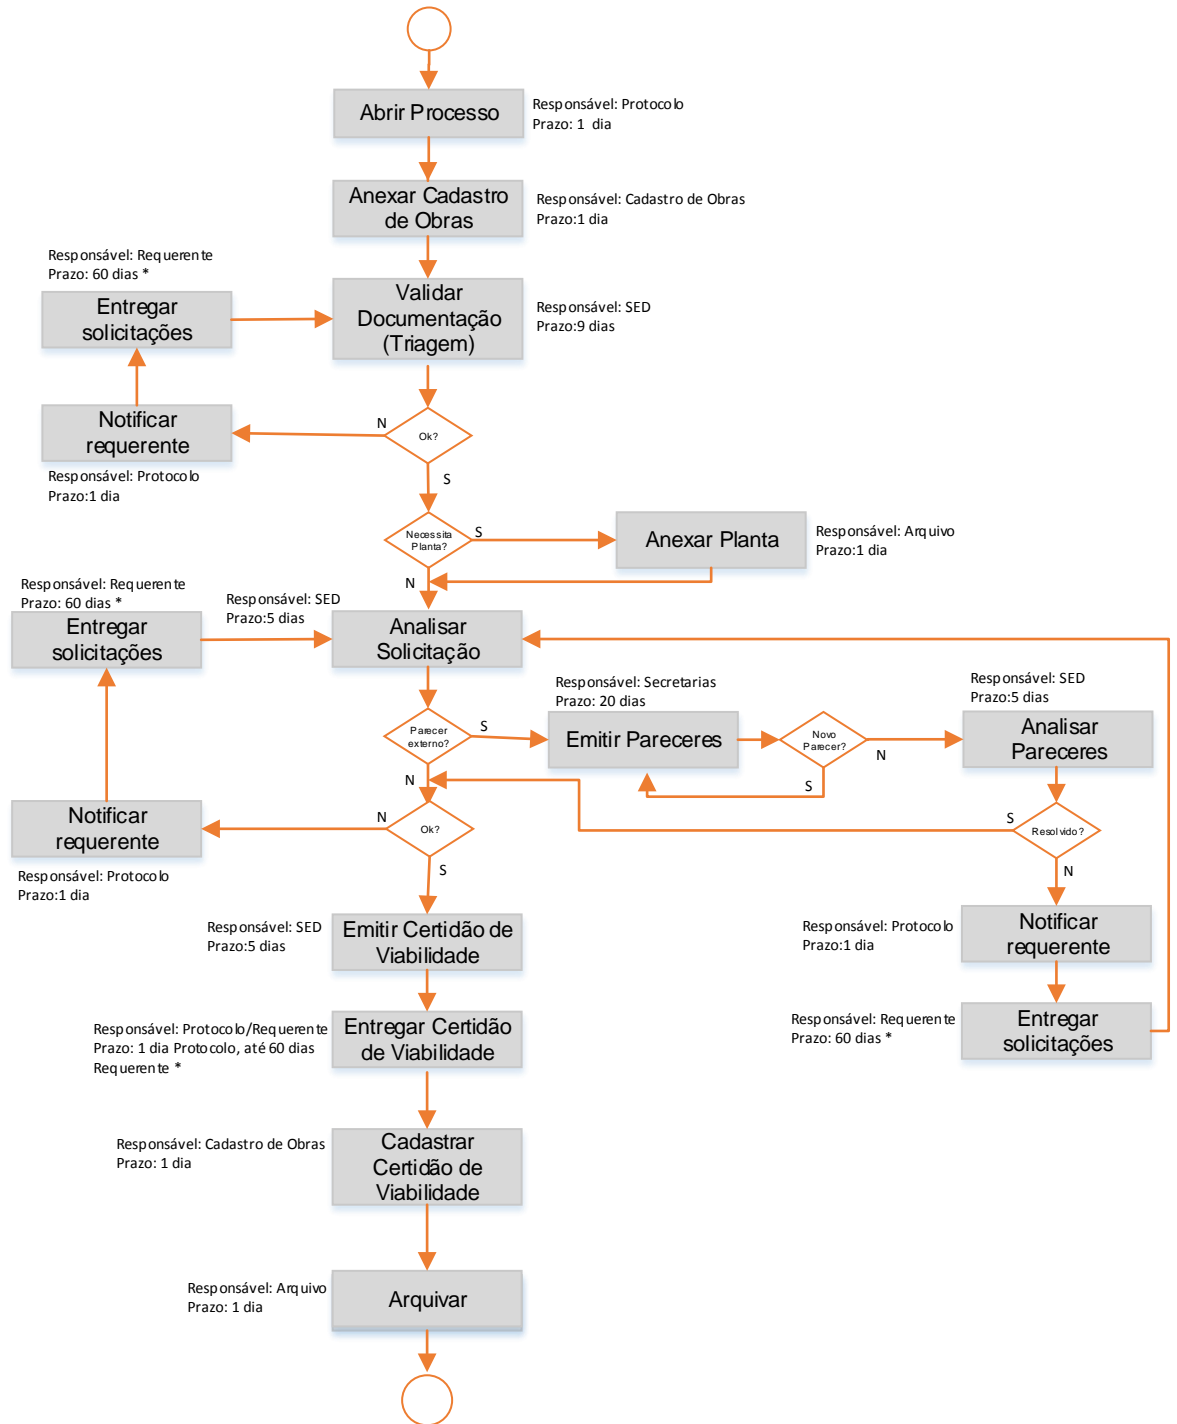 Abrir Processo
Responsável: Protocolo
Prazo: 1 dia
Anexar Cadastro
de Obras
Responsável: Cadastro de Obras
Prazo:1 dia
Responsável: Requerente
Prazo: 60 dias *
Entregar
solicitações
Validar
Documentação
(Triagem)
Responsável: SED
Prazo:9 dias
Notificar
requerente
N
Ok?
Responsável: Protocolo
Prazo:1 dia
S
Necessita
Planta?
S
Anexar Planta
Responsável: Arquivo
Prazo:1 dia
N
Responsável: Requerente
Prazo: 60 dias *
Entregar
solicitações
Responsável: SED
Prazo:5 dias
Analisar
Solicitação
Parecer
externo?
S
Responsável: Secretarias
Prazo: 20 dias
Emitir Pareceres
Novo
Parecer?
N
S
Responsável: SED
Prazo:5 dias
Analisar
Pareceres
N
Notificar
requerente
N
Ok?
S
Resolvido?
Responsável: Protocolo
Prazo:1 dia
S
N
Responsável: SED
Prazo:5 dias
Emitir Certidão de
Viabilidade
Responsável: Protocolo
Prazo:1 dia
Notificar
requerente
Responsável: Protocolo/Requerente
Prazo: 1 dia Protocolo, até 60 dias
Requerente *
Entregar Certidão
de Viabilidade
Responsável: Requerente
Prazo: 60 dias *
Entregar
solicitações
Responsável: Cadastro de Obras
Prazo: 1 dia
Cadastrar
Certidão de
Viabilidade
Responsável: Arquivo
Prazo: 1 dia
Arquivar